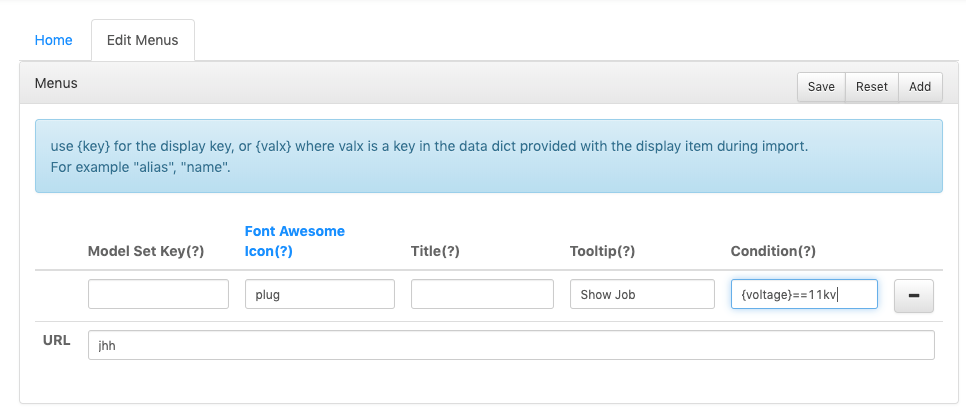 Home
Edit Menus
Menus
Save
Reset
Add
use {key} for the display key, or {valx} where valx is a key in the data dict provided with the display item during import.
For example "alias", "name".
Model Set Key(?)
Font Awesome
Icon(?)
Title(?)
Tooltip(?)
Condition(?)
plug
Show Job
{voltage}==11kv
URL
jhh